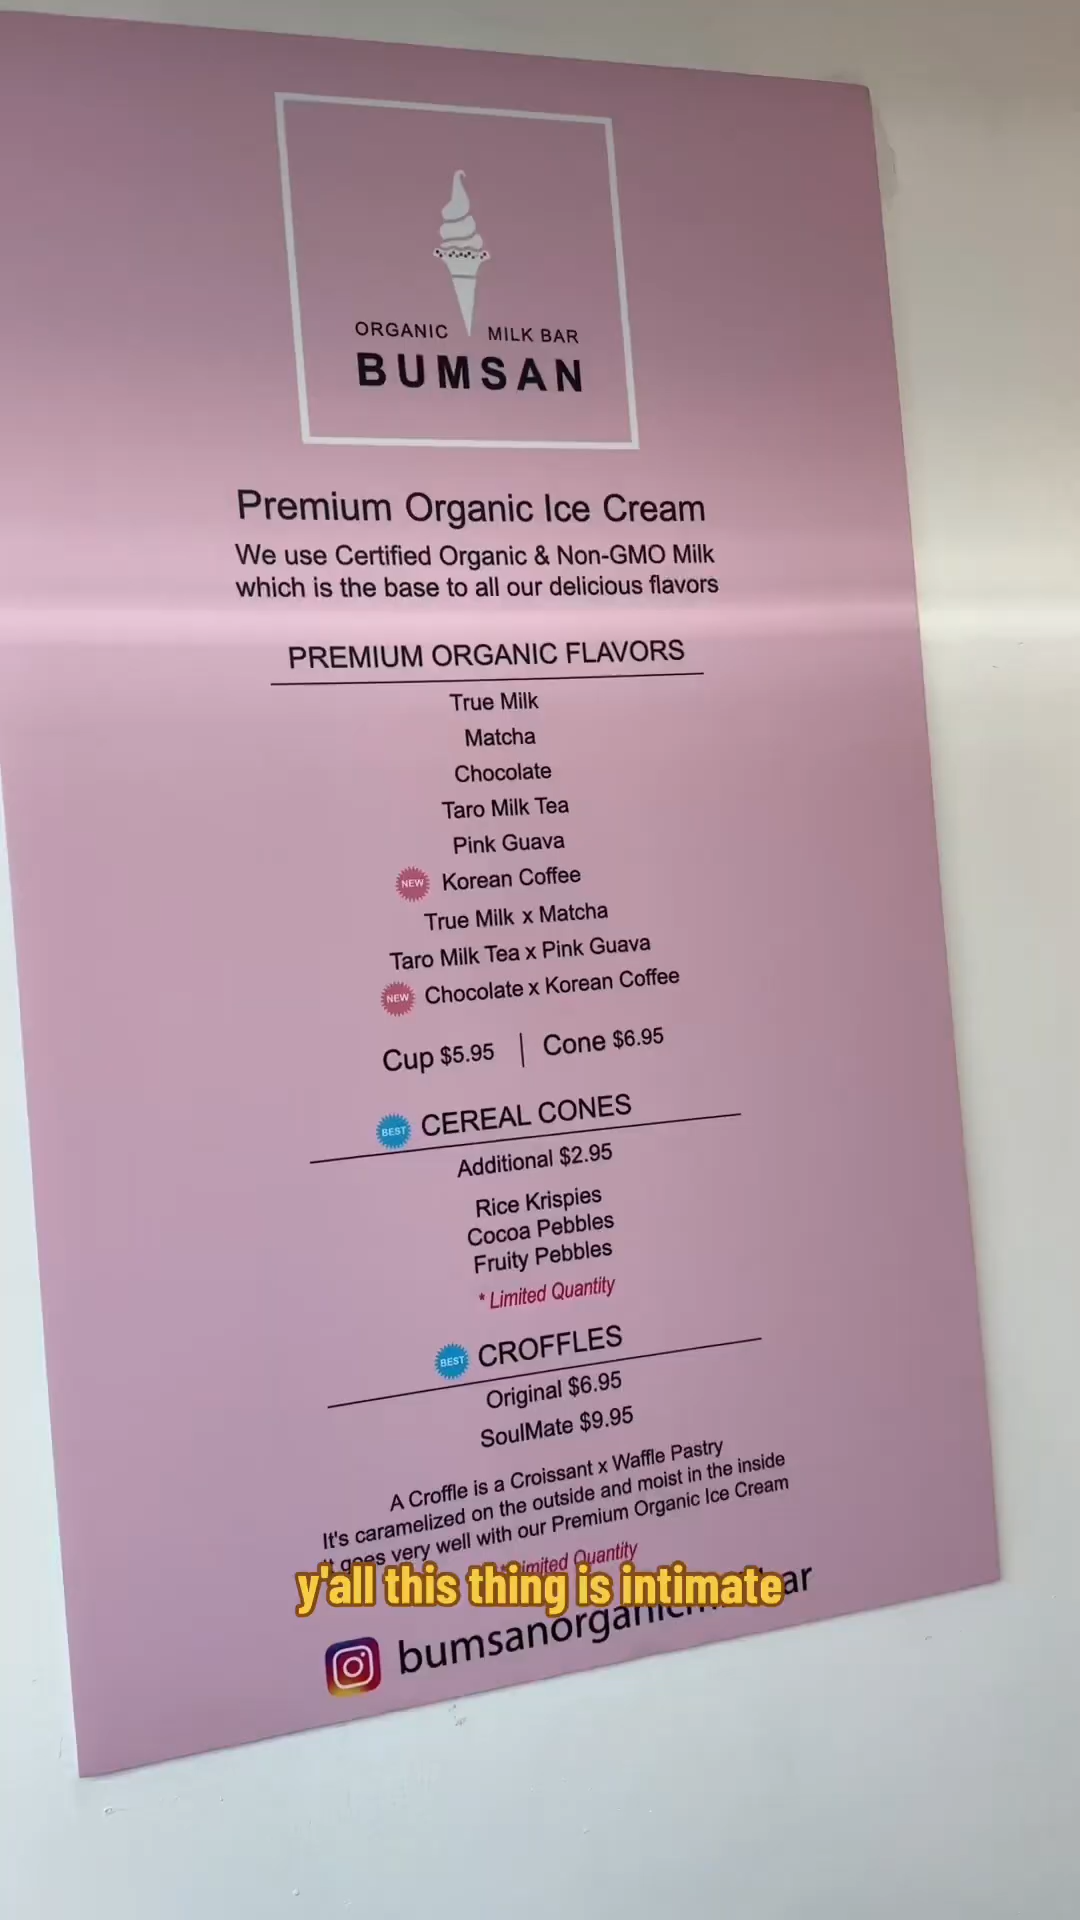 ORGANIC MILK BAR
BUMSAN
Premium Organic Ice Cream
We use Certified Organic & Non-GMO Milk
which is the base to all our delicious flavors
PREMIUM ORGANIC FLAVORS
True Milk
Matcha
Chocolate
Taro Milk Tea
Pink Guava
NEW Korean Coffee
True Milk x Matcha
Taro Milk Tea x Pink Guava
NEW Chocolate x Korean Coffee
Cup $5.95 | Cone $6.95
BEST CEREAL CONES
Additional $2.95
Rice Krispies
Cocoa Pebbles
Fruity Pebbles
* Limited Quantity
BEST CROFFLES
Original $6.95
SoulMate $9.95
A Croffle is a Croissant x Waffle Pastry
It's caramelized on the outside and moist in the inside
goes very well with our Premium Organic Ice Cream
Limited Quantity
y'all this thing is intimate
bumsanorganic